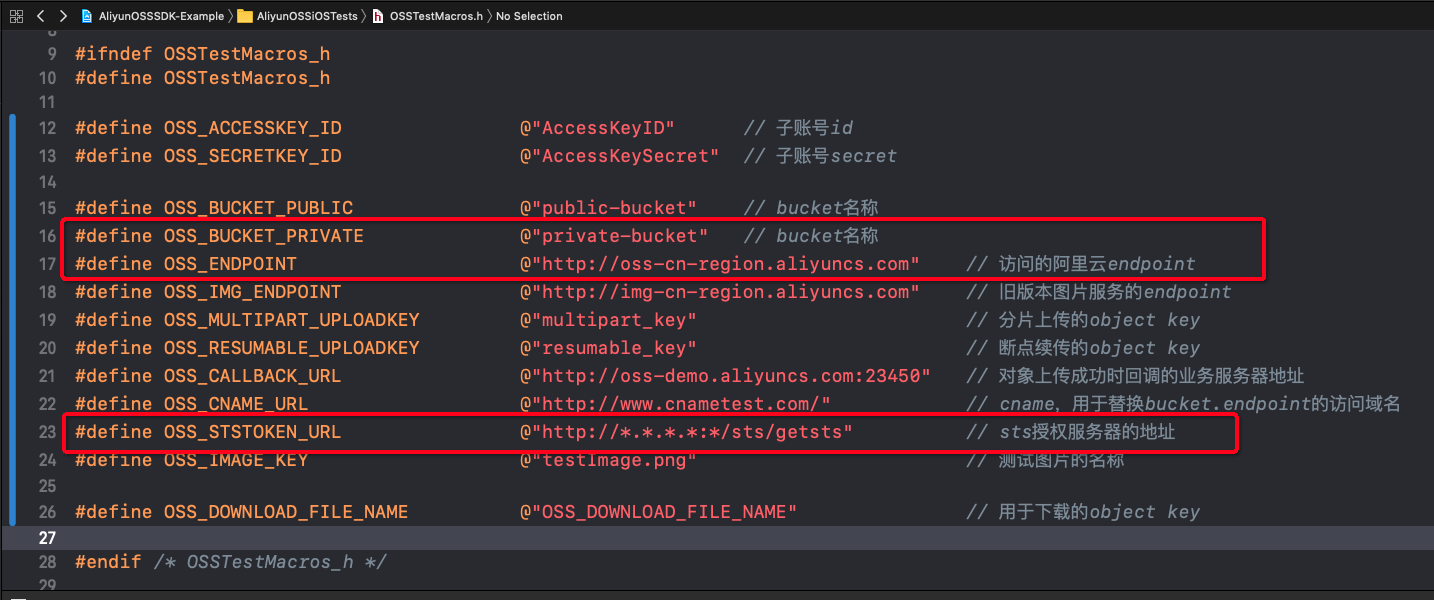 AliyunOSSSDK-Example 〉 AliyunOSSiOSTests 〉 OSSTestMacros.h 〉 No Selection
8
9 #ifndef OSSTestMacros_h
10 #define OSSTestMacros_h
11
12 #define OSS_ACCESSKEY_ID @"AccessKeyID" // 子账号id
13 #define OSS_SECRETKEY_ID @"AccessKeySecret" // 子账号secret
14
15 #define OSS_BUCKET_PUBLIC @"public-bucket" // bucket名称
16 #define OSS_BUCKET_PRIVATE @"private-bucket" // bucket名称
17 #define OSS_ENDPOINT @"http://oss-cn-region.aliyuncs.com" // 访问的阿里云endpoint
18 #define OSS_IMG_ENDPOINT @"http://img-cn-region.aliyuncs.com" // 旧版本图片服务的endpoint
19 #define OSS_MULTIPART_UPLOADKEY @"multipart_key" // 分片上传的object key
20 #define OSS_RESUMABLE_UPLOADKEY @"resumable_key" // 断点续传的object key
21 #define OSS_CALLBACK_URL @"http://oss-demo.aliyuncs.com:23450" // 对象上传成功时回调的业务服务器地址
22 #define OSS_CNAME_URL @"http://www.cnametest.com/" // cname，用于替换bucket.endpoint的访问域名
23 #define OSS_STSTOKEN_URL @"http://*.*.*.*:*/sts/getsts" // sts授权服务器的地址
24 #define OSS_IMAGE_KEY @"testImage.png" // 测试图片的名称
25
26 #define OSS_DOWNLOAD_FILE_NAME @"OSS_DOWNLOAD_FILE_NAME" // 用于下载的object key
27
28 #endif /* OSSTestMacros_h */
29